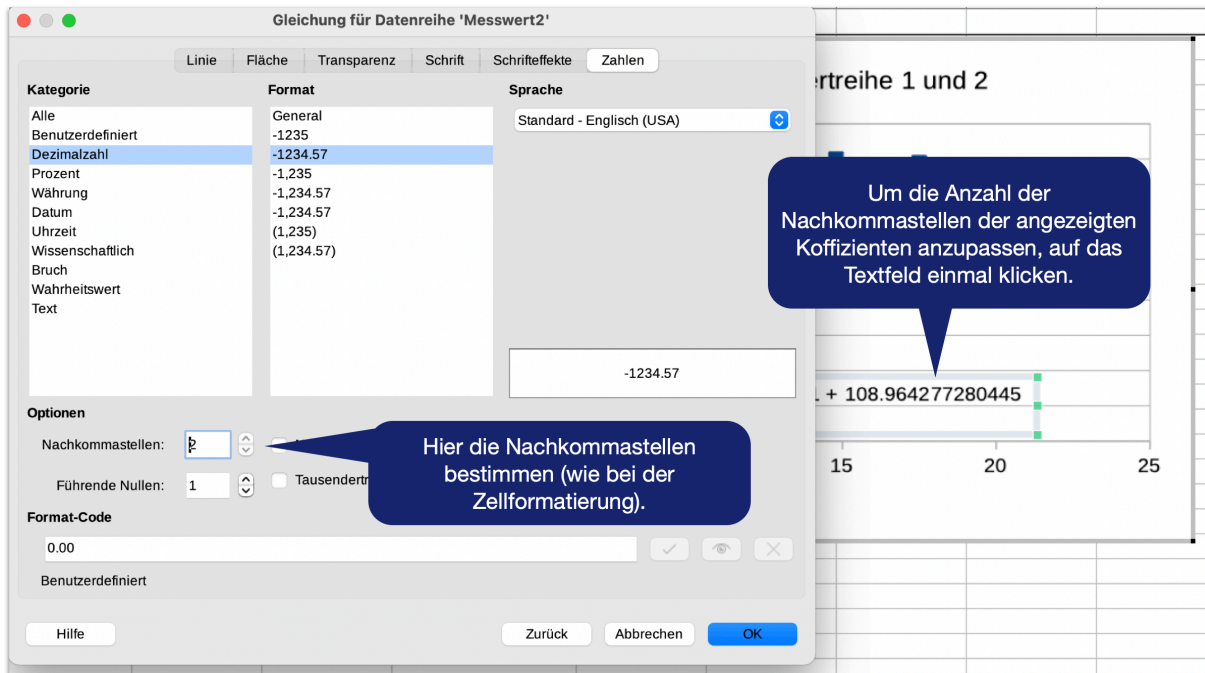 Gleichung für Datenreihe 'Messwert2'
Linie
Fläche
Transparenz
Schrift
Schrifteffekte
Zahlen
Kategorie
Alle
Benutzerdefiniert
Dezimalzahl
Prozent
Währung
Datum
Uhrzeit
Wissenschaftlich
Bruch
Wahrheitswert
Text
Format
General
-1235
-1234.57
-1,235
-1,234.57
-1,234.57
(1,235)
(1,234.57)
Sprache
Standard - Englisch (USA)
-1234.57
Optionen
Nachkommastellen: 2
Führende Nullen: 1
Tausendertr
Format-Code
0.00
Benutzerdefiniert
Hilfe
Zurück
Abbrechen
OK
Hier die Nachkommastellen
bestimmen (wie bei der
Zellformatierung).
rtreihe 1 und 2
Um die Anzahl der
Nachkommastellen der angezeigten
Koffizienten anzupassen, auf das
Textfeld einmal klicken.
+ 108.964277280445
15
20
25